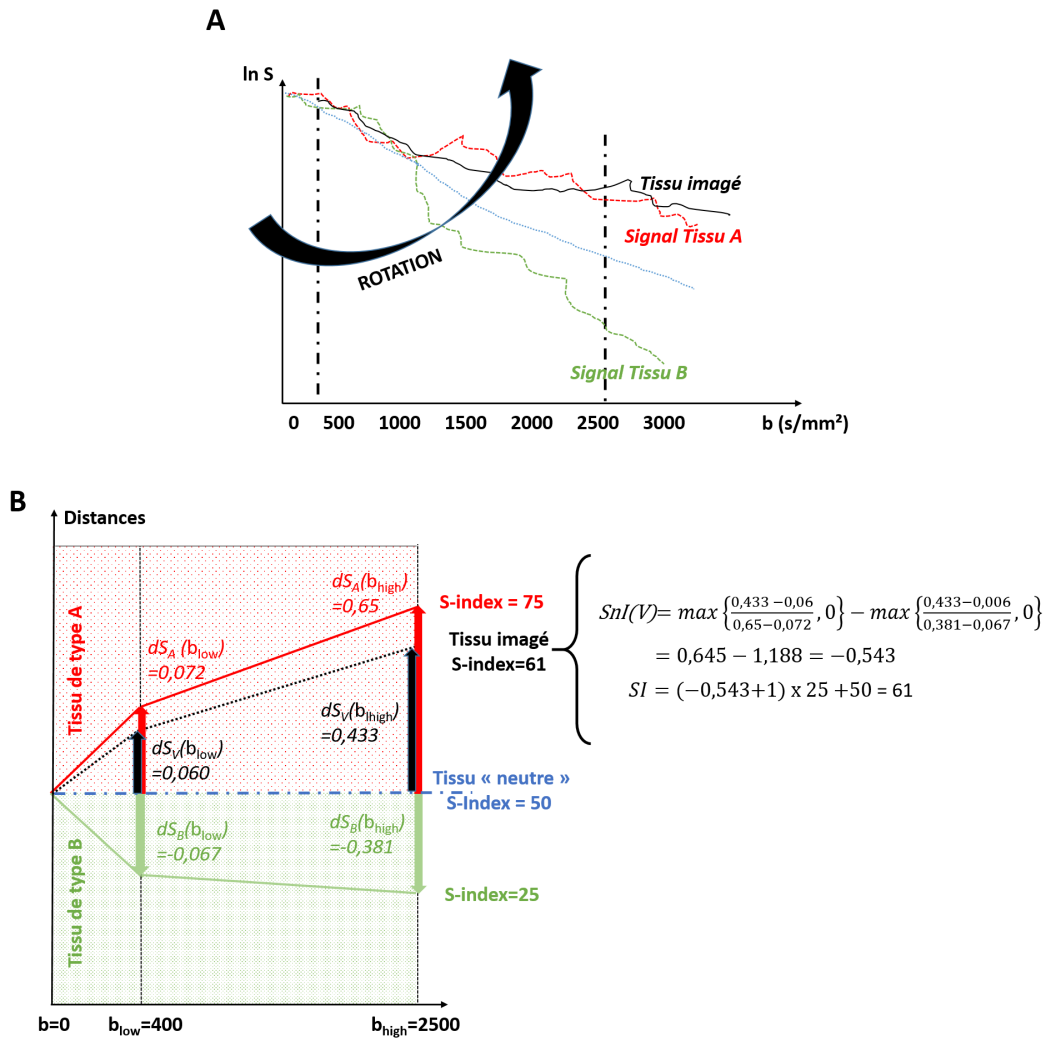 A
ln S
Tissu imagé
Signal Tissu A
ROTATION
Signal Tissu B
0 500 1000 1500 2000 2500 3000 b (s/mm²)
B
Distances
Tissu de type A
dS_A(b_high)
=0,65
S-index = 75
dS_A(b_low)
=0,072
Tissu imagé
S-index=61
dS_V(b_lhigh)
=0,433
dS_V(b_low)
=0,060
Tissu « neutre »
S-Index = 50
Tissu de type B
dS_B(b_low)
=-0,067
dS_B(b_high)
=-0,381
S-index=25
b=0 b_low=400 b_high=2500
SnI(V)= max{(0,433 −0,06)/(0,65−0,072), 0} − max{(0,433−0,006)/(0,381−0,067), 0}
= 0,645 − 1,188 = −0,543
SI = (−0,543+1) x 25 +50 = 61